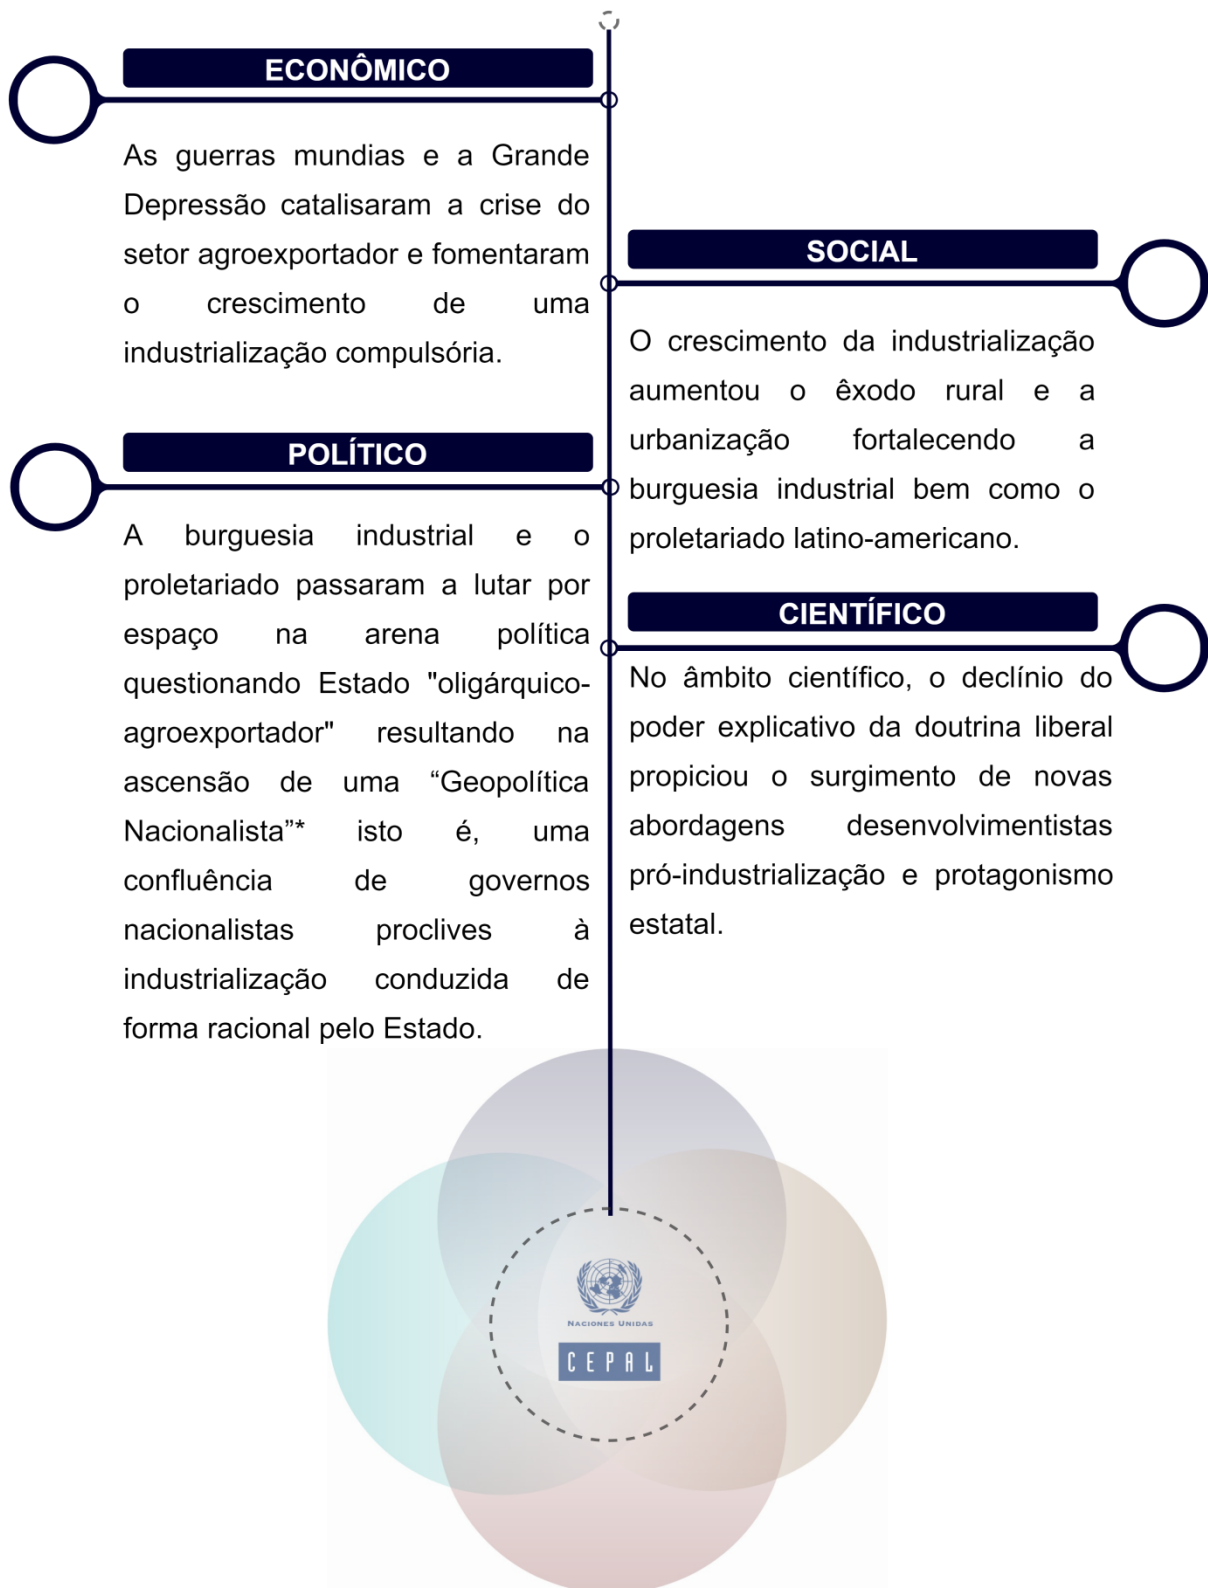 ECONÔMICO
As guerras mundias e a Grande
Depressão catalisaram a crise do
setor agroexportador e fomentaram
o crescimento de uma
industrialização compulsória.
SOCIAL
O crescimento da industrialização
aumentou o êxodo rural e a
urbanização fortalecendo a
burguesia industrial bem como o
proletariado latino-americano.
POLÍTICO
A burguesia industrial e o
proletariado passaram a lutar por
espaço na arena política
questionando Estado "oligárquico-
agroexportador" resultando na
ascensão de uma “Geopolítica
Nacionalista”* isto é, uma
confluência de governos
nacionalistas proclives à
industrialização conduzida de
forma racional pelo Estado.
CIENTÍFICO
No âmbito científico, o declínio do
poder explicativo da doutrina liberal
propiciou o surgimento de novas
abordagens desenvolvimentistas
pró-industrialização e protagonismo
estatal.
NACIONES UNIDAS
CEPAL